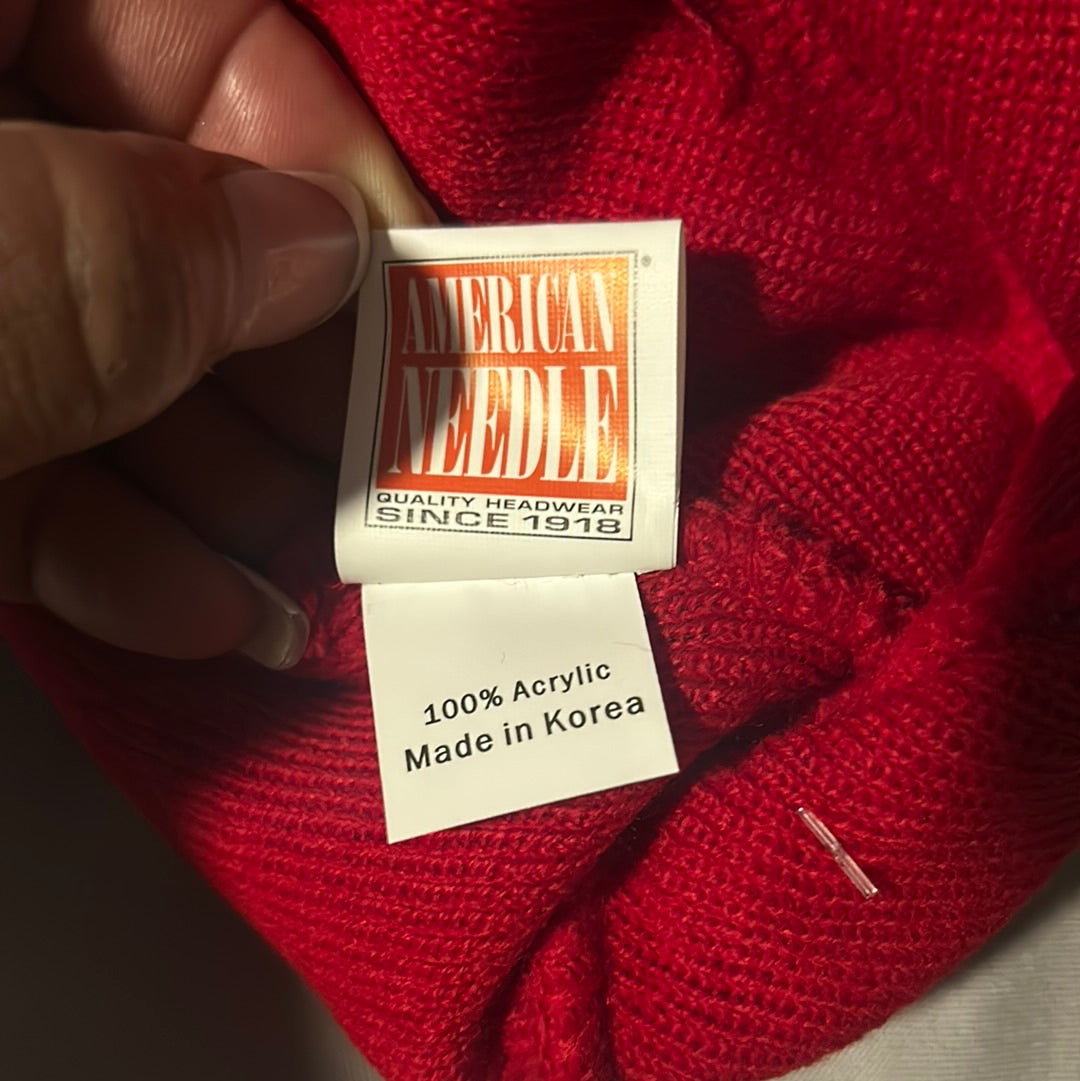 AMERICAN
NEEDLE
®
QUALITY HEADWEAR
SINCE 1918
100% Acrylic
Made in Korea